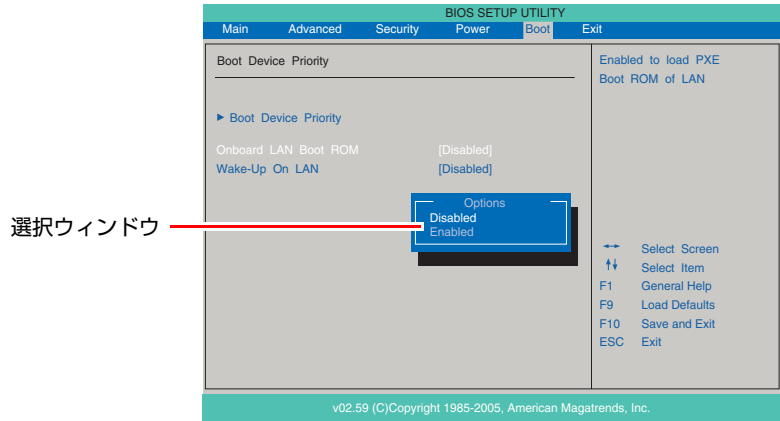 BIOS SETUP UTILITY
Main Advanced Security Power Boot Exit
Boot Device Priority
Boot Device Priority
Onboard LAN Boot ROM [Disabled]
Wake-Up On LAN [Disabled]
Options
Disabled
Enabled
選択ウィンドウ
Enabled to load PXE
Boot ROM of LAN
Select Screen
Select Item
F1 General Help
F9 Load Defaults
F10 Save and Exit
ESC Exit
v02.59 (C)Copyright 1985-2005, American Magatrends, Inc.